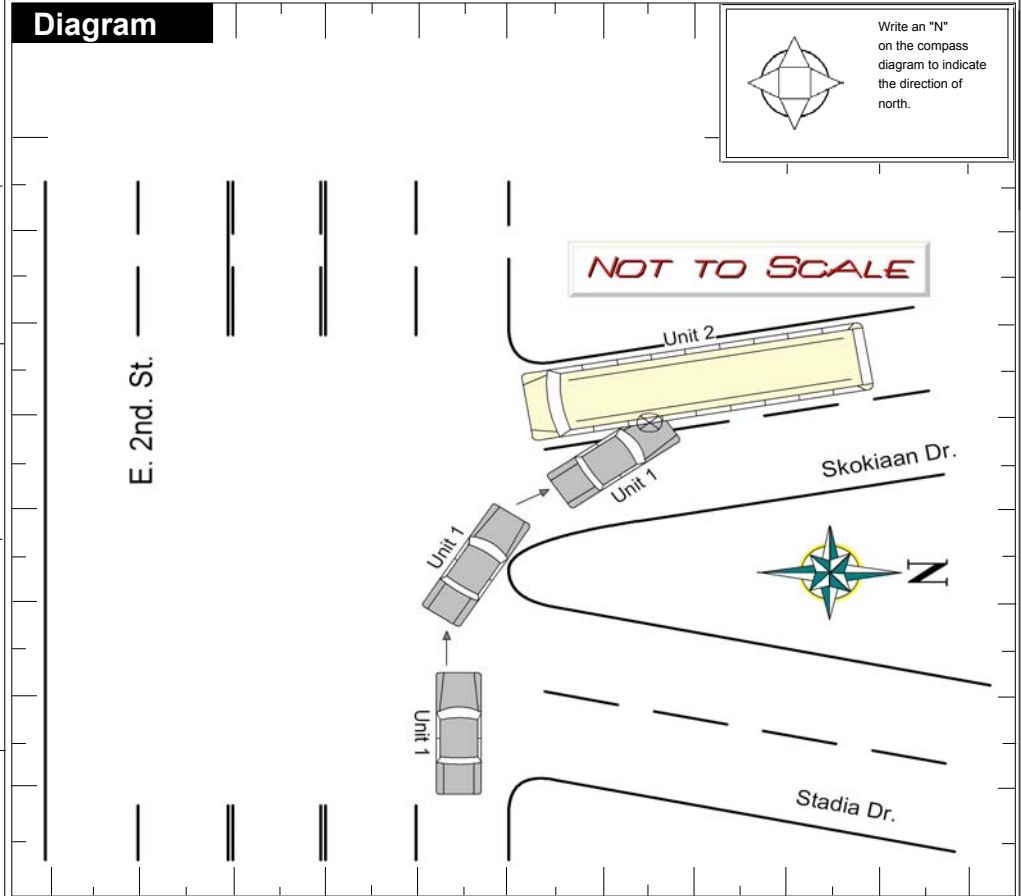 Diagram
Write an "N"
on the compass
diagram to indicate
the direction of
north.
NOT TO SCALE
Unit 2
E. 2nd. St.
Skokiaan Dr.
Unit 1
Unit 1
N
Unit 1
Stadia Dr.